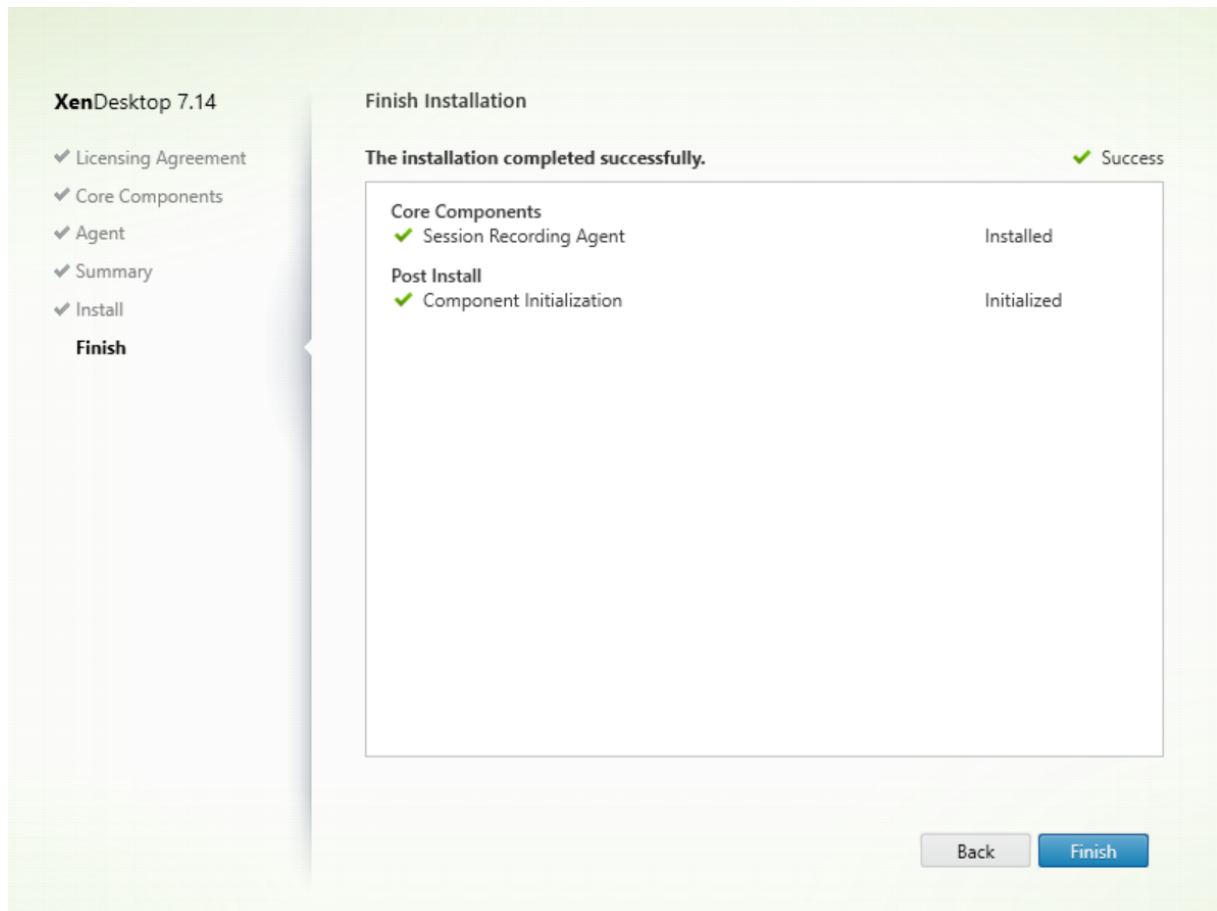 XenDesktop 7.14
Licensing Agreement
Core Components
Agent
Summary
Install
Finish
Finish Installation
The installation completed successfully. Success
Core Components
Session Recording Agent Installed
Post Install
Component Initialization Initialized
Back Finish